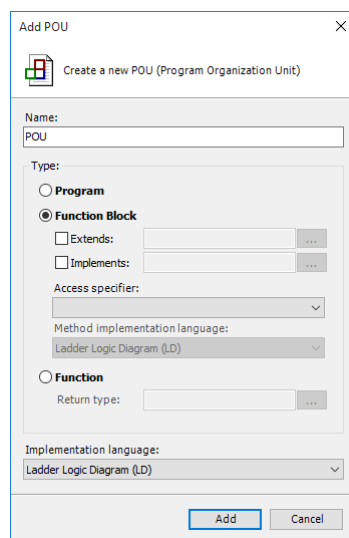 Add POU
Create a new POU (Program Organization Unit)
Name:
POU
Type:
Program
Function Block
Extends:
...
Implements:
...
Access specifier:
Method implementation language:
Ladder Logic Diagram (LD)
Function
Return type:
...
Implementation language:
Ladder Logic Diagram (LD)
Add Cancel